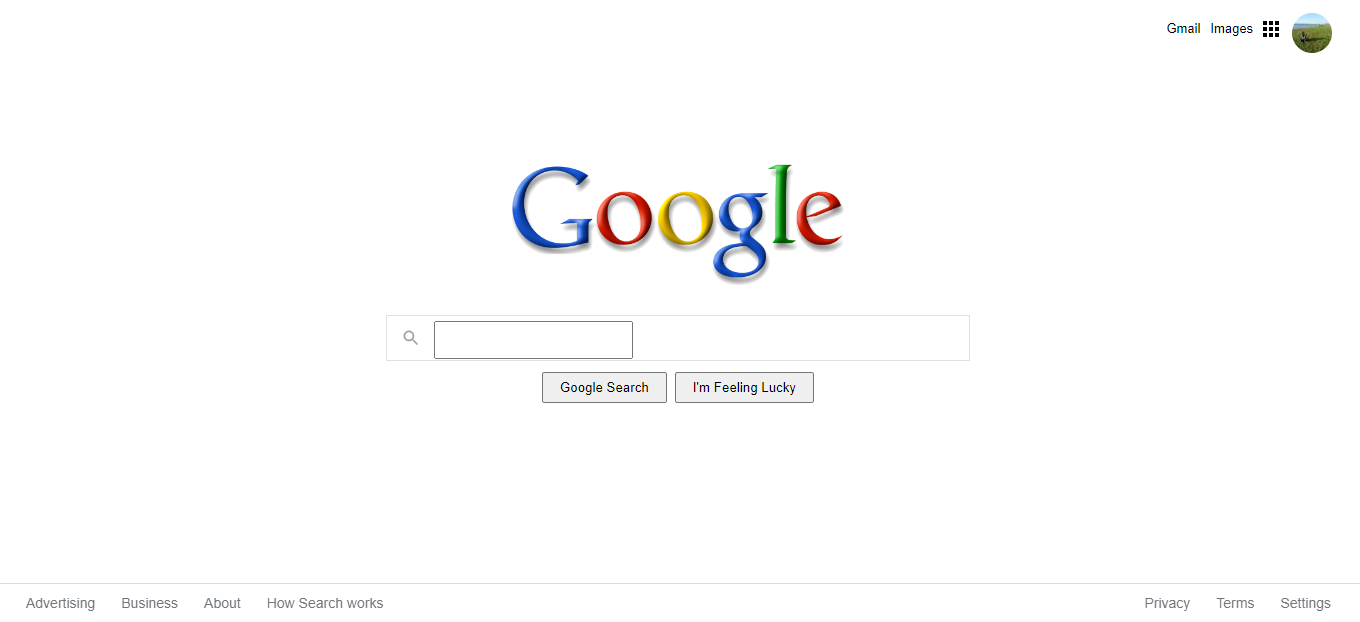 Gmail Images
Google
Google Search I'm Feeling Lucky
Advertising Business About How Search works Privacy Terms Settings